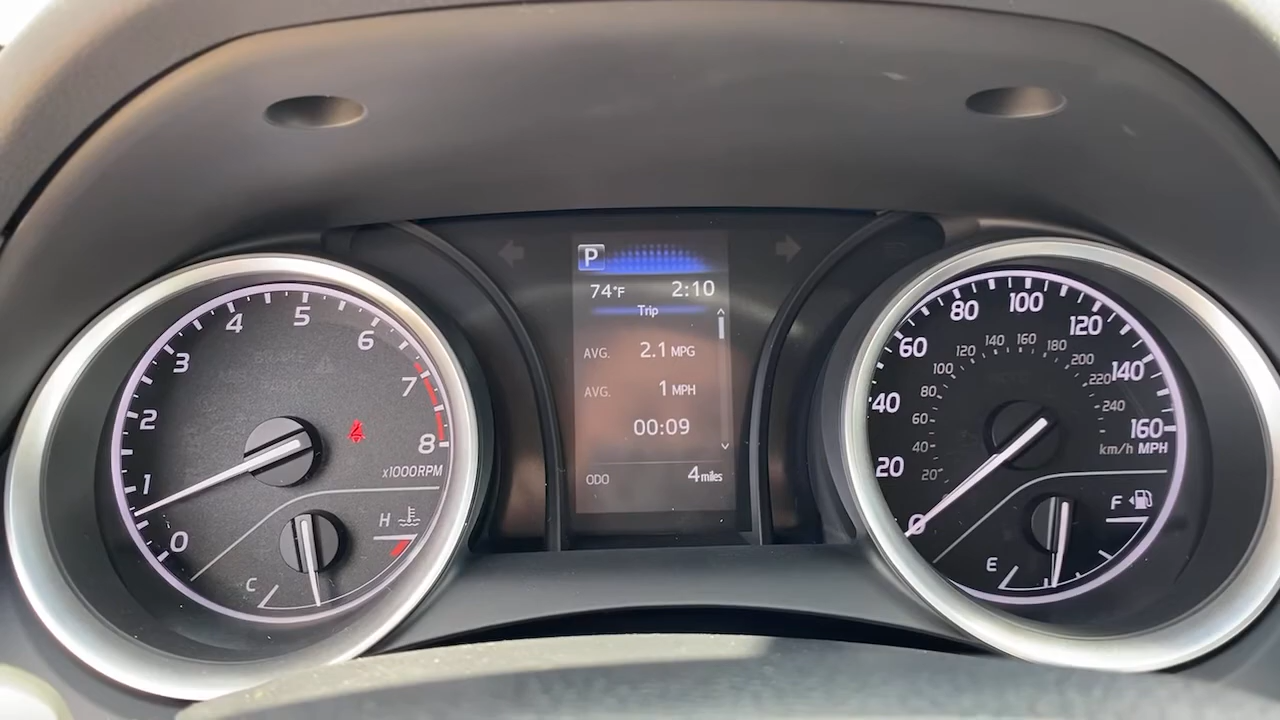 P
74°F 2:10
Trip
AVG. 2.1 MPG
AVG. 1 MPH
00:09
ODO 4 miles
0 1 2 3 4 5 6 7 8
x1000RPM
H
C
0 20 40 60 80 100 120 140 160
20 40 60 80 100 120 140 160 180 200 220 240
km/h MPH
F
E